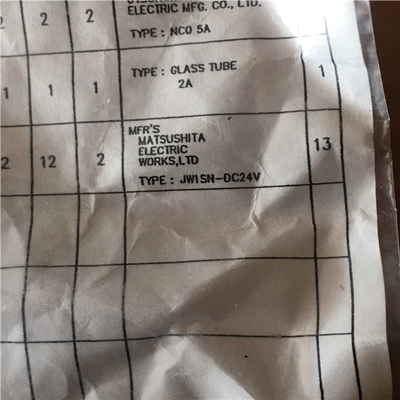 ELECTRIC MFG. CO., LTD.
2 2 2 TYPE : NCO 5A
1 1 1 TYPE : GLASS TUBE 1
2A
MFR'S
MATSUSHITA
2 12 2 ELECTRIC 13
WORKS,LTD
TYPE : JW1SN-DC24V